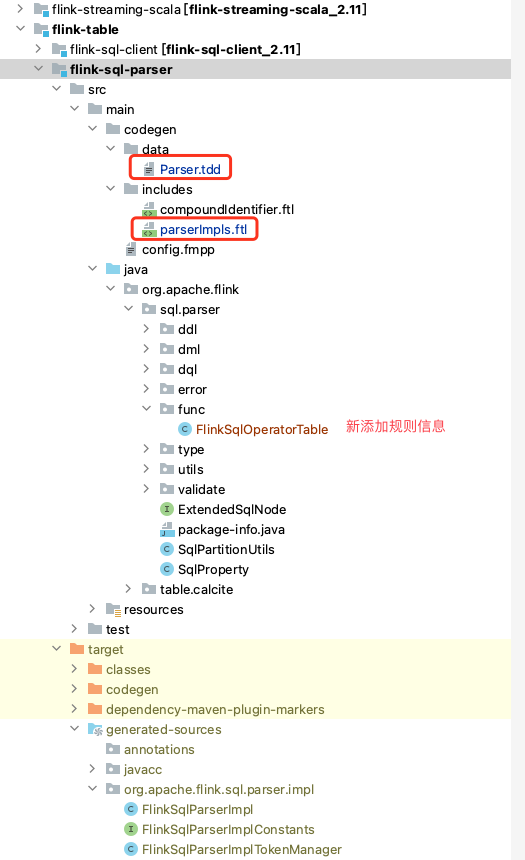 flink-streaming-scala [flink-streaming-scala_2.11]
flink-table
flink-sql-client [flink-sql-client_2.11]
flink-sql-parser
src
main
codegen
data
Parser.tdd
includes
compoundIdentifier.ftl
parserImpls.ftl
config.fmpp
java
org.apache.flink
sql.parser
ddl
dml
dql
error
func
FlinkSqlOperatorTable 新添加规则信息
type
utils
validate
ExtendedSqlNode
package-info.java
SqlPartitionUtils
SqlProperty
table.calcite
resources
test
target
classes
codegen
dependency-maven-plugin-markers
generated-sources
annotations
javacc
org.apache.flink.sql.parser.impl
FlinkSqlParserImpl
FlinkSqlParserImplConstants
FlinkSqlParserImplTokenManager